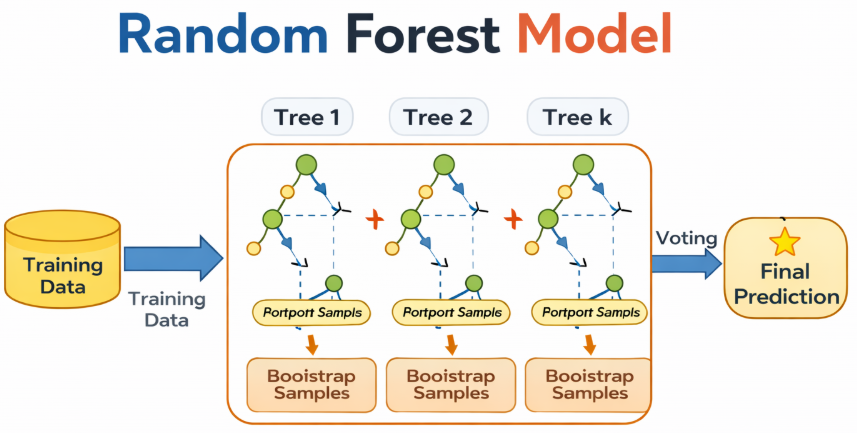 Random Forest Model
Tree 1
Tree 2
Tree k
Training
Data
Training
Data
+
+
Portport Sampls
Portport Sampls
Portport Sampls
Booistrap
Samples
Booistrap
Samples
Booistrap
Samples
Voting
Final
Prediction